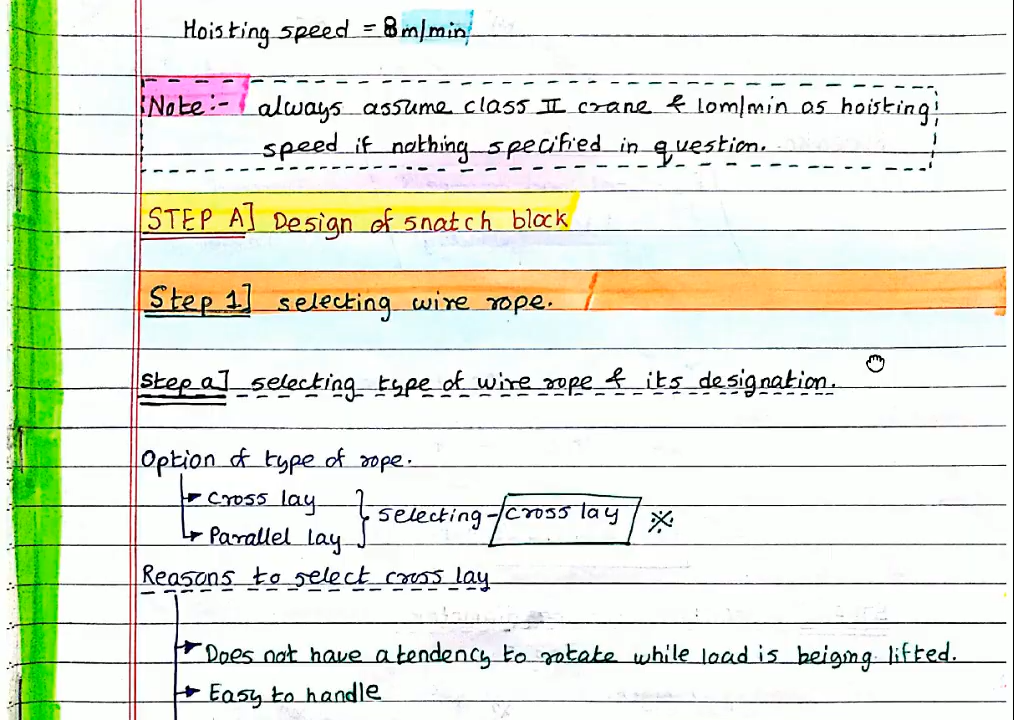 Hoisting speed = 8 m/min
Note:- always assume class II crane & 10m/min as hoisting
speed if nothing specified in question.
STEP A] Design of snatch block
Step 1] selecting wire rope.
Step a] selecting type of wire rope & its designation.
Option of type of rope.
Cross lay
selecting - cross lay ※
Parallel lay
Reasons to select cross lay
Does not have a tendency to rotate while load is beiging lifted.
Easy to handle